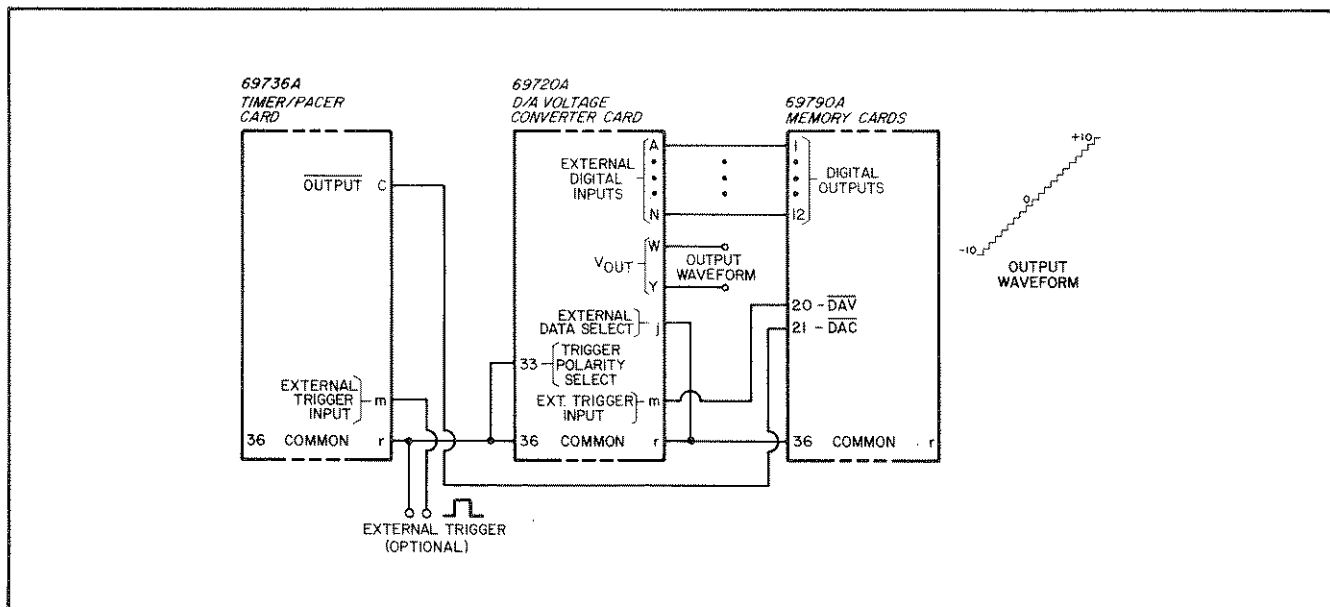 69736A
TIMER/PACER
CARD
OUTPUT C
EXTERNAL
TRIGGER
INPUT
m
36 COMMON r
EXTERNAL TRIGGER
(OPTIONAL)
69720A
D/A VOLTAGE
CONVERTER CARD
A
EXTERNAL
DIGITAL
INPUTS
N
W
VOUT
Y
OUTPUT
WAVEFORM
EXTERNAL
DATA SELECT
j
33
TRIGGER
POLARITY
SELECT
EXT. TRIGGER
INPUT
m
36 COMMON r
69790A
MEMORY CARDS
1
DIGITAL
OUTPUTS
12
20 - DAV
21 - DAC
36 COMMON r
+10
0
-10
OUTPUT
WAVEFORM